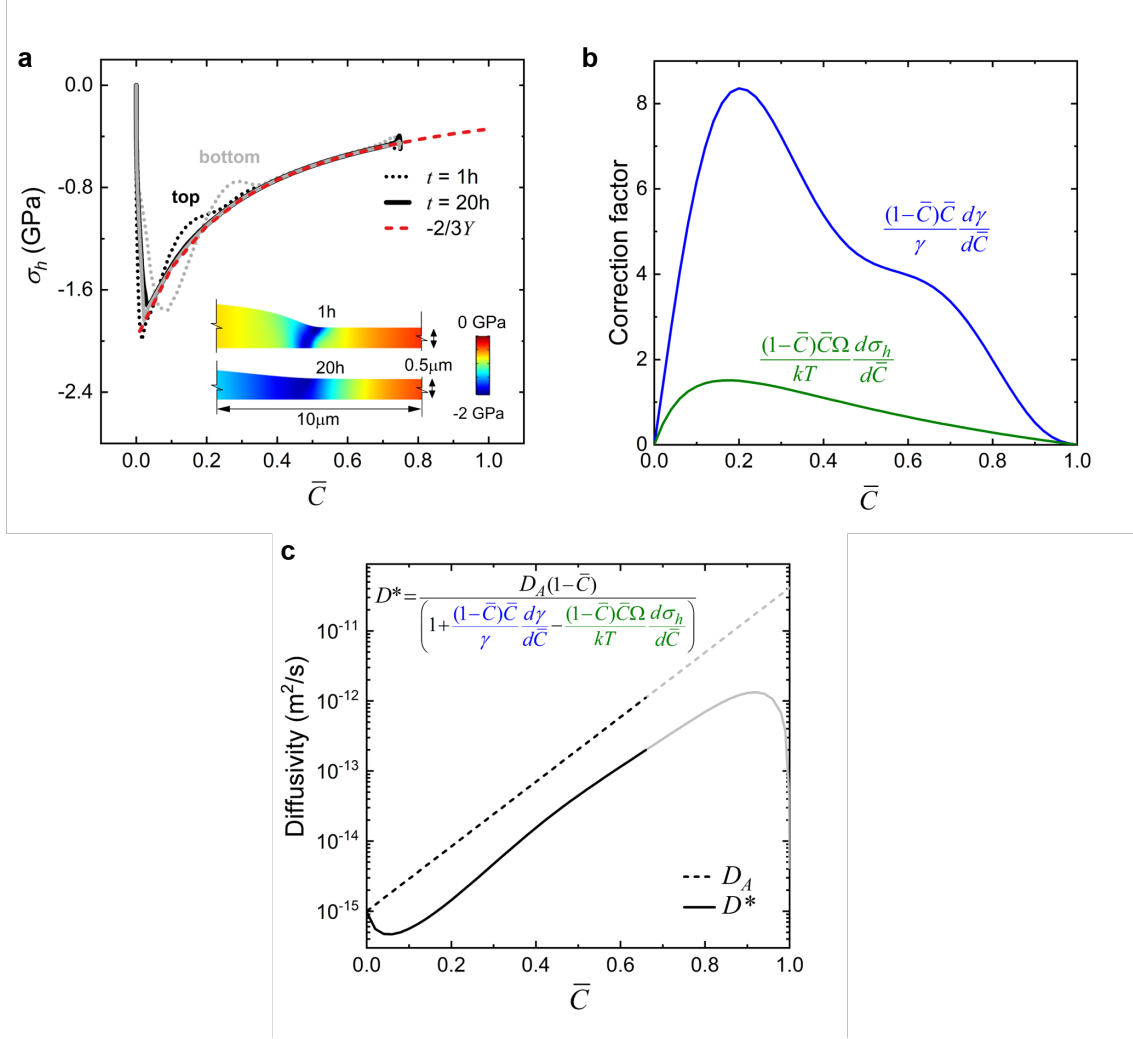 a
0.0
-0.8
-1.6
-2.4
σh (GPa)
bottom
top
t = 1h
t = 20h
-2/3Y
1h
20h
0 GPa
0.5μm
-2 GPa
10μm
0.0 0.2 0.4 0.6 0.8 1.0
C̅
b
8
6
4
2
0
Correction factor
(1-C̅)C̅/γ dγ/dC̅
(1-C̅)C̅Ω/kT dσh/dC̅
0.0 0.2 0.4 0.6 0.8 1.0
C̅
c
D*=DA(1-C̅)/(1+(1-C̅)C̅/γ dγ/dC̅-(1-C̅)C̅Ω/kT dσh/dC̅)
10⁻¹¹
10⁻¹²
10⁻¹³
10⁻¹⁴
10⁻¹⁵
Diffusivity (m²/s)
DA
D*
0.0 0.2 0.4 0.6 0.8 1.0
C̅